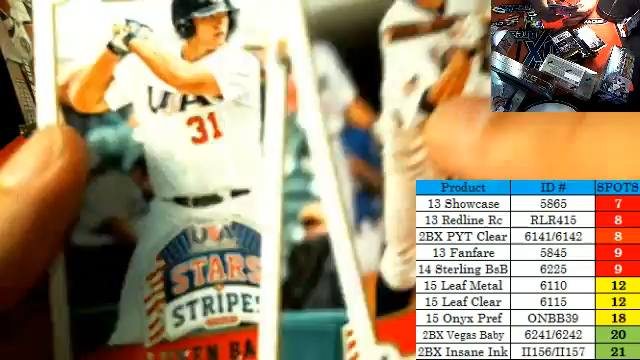 31
USA
STARS
STRIPES
Product ID # SPOTS
13 Showcase 5865 7
13 Redline Rc RLR415 8
2BX PYT Clear 6141/6142 8
13 Fanfare 5845 9
14 Sterling BsB 6225 9
15 Leaf Metal 6110 12
15 Leaf Clear 6115 12
15 Onyx Pref ONBB39 18
2BX Vegas Baby 6241/6242 20
2BX Insane Ink II156/II157 21